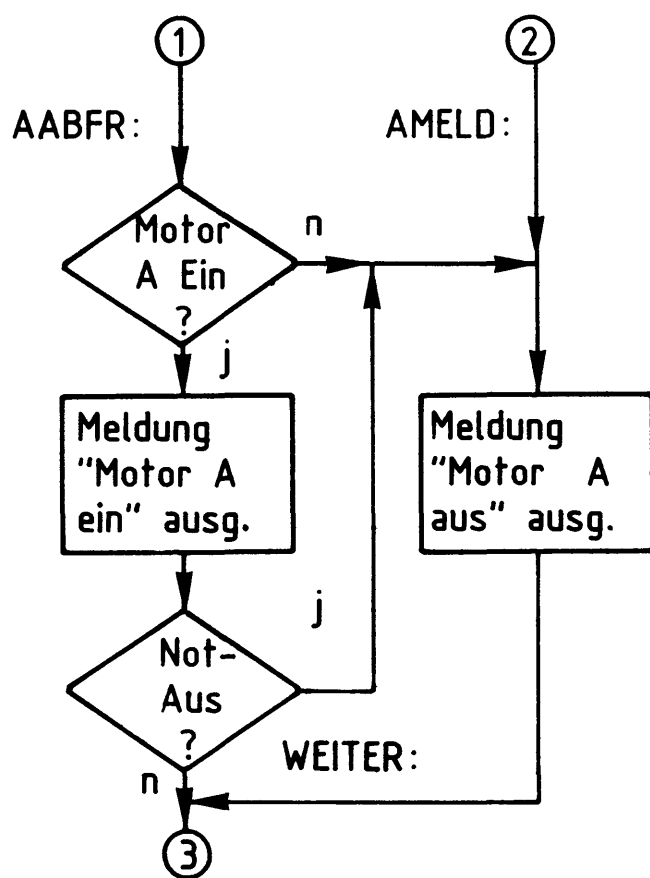 1
2
AABFR:
AMELD:
Motor
A Ein
?
n
j
Meldung
"Motor A
ein" ausg.
Meldung
"Motor A
aus" ausg.
Not-
Aus
?
j
n
WEITER:
3